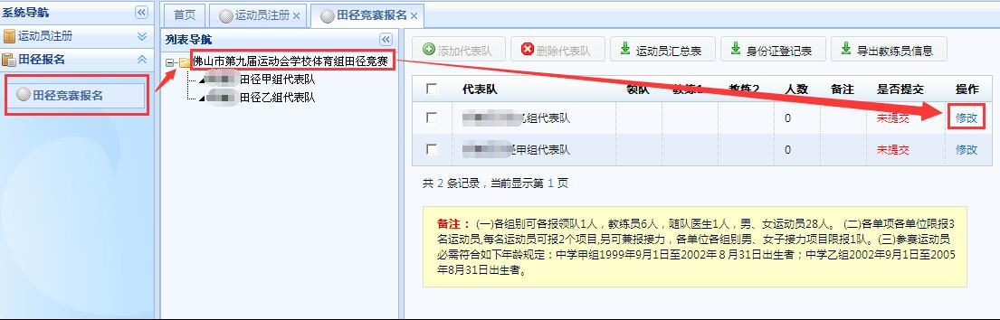 系统导航
运动员注册
田径报名
田径竞赛报名
首页 运动员注册 田径竞赛报名
列表导航
佛山市第九届运动会学校体育组田径竞赛
田径甲组代表队
田径乙组代表队
添加代表队 删除代表队 运动员汇总表 身份证登记表 导出教练员信息
代表队 领队 教练1 教练2 人数 备注 是否提交 操作
乙组代表队 0 未提交 修改
甲组代表队 0 未提交 修改
共 2 条记录，当前显示第 1 页
备注： (一)各组别可各报领队1人，教练员6人，随队医生1人，男、女运动员28人。 (二)各单项各单位限报3
名运动员,每名运动员可报2个项目,另可兼报接力，各单位各组别男、女子接力项目限报1队。(三)参赛运动员
必需符合如下年龄规定：中学甲组1999年9月1日至2002年８月31日出生者；中学乙组2002年9月1日至2005
年8月31日出生者。